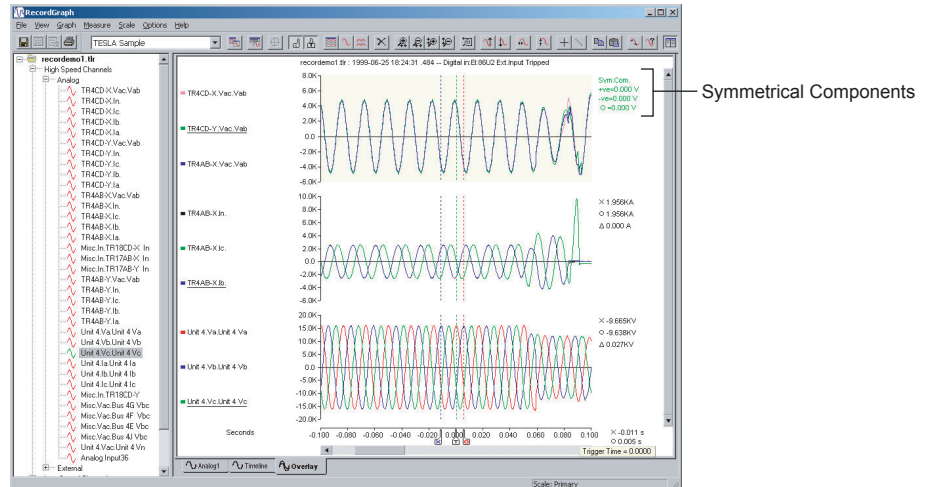 RecordGraph
File View Graph Measure Scale Options Help
TESLA Sample
recordemo1.tlr
High Speed Channels
Analog
TR4CD-X.Vac.Vab
TR4CD-X.In.
TR4CD-X.Ic.
TR4CD-X.Ib.
TR4CD-X.Ia.
TR4CD-Y.Vac.Vab
TR4CD-Y.In.
TR4CD-Y.Ic.
TR4CD-Y.Ib.
TR4CD-Y.Ia.
TR4AB-X.Vac.Vab
TR4AB-X.In.
TR4AB-X.Ic.
TR4AB-X.Ib.
TR4AB-X.Ia.
Misc.In.TR18CD-X In
Misc.In.TR17AB-X In
Misc.In.TR17AB-Y In
TR4AB-Y.Vac.Vab
TR4AB-Y.In.
TR4AB-Y.Ic.
TR4AB-Y.Ib.
TR4AB-Y.Ia.
Unit 4.Va.Unit 4 Va
Unit 4.Vb.Unit 4 Vb
Unit 4.Vc.Unit 4 Vc
Unit 4.Ia.Unit 4 Ia
Unit 4.Ib.Unit 4 Ib
Unit 4.Ic.Unit 4 Ic
Misc.In.TR18CD-Y
Misc.Vac.Bus 4G Vbc
Misc.Vac.Bus 4F Vbc
Misc.Vac.Bus 4E Vbc
Misc.Vac.Bus 4J Vbc
Unit 4.Vac.Unit 4 Vn
Analog Input36
External
recordemo1.tlr : 1999-06-25 18:24:31 .484 -- Digital in:El:86U2 Ext.Input Tripped
TR4CD-X.Vac.Vab
TR4CD-Y.Vac.Vab
TR4AB-X.Vac.Vab
8.0K
6.0K
4.0K
2.0K
0.0
-2.0K
-4.0K
-6.0K
Sym.Com.
+ve=0.000 V
-ve=0.000 V
O =0.000 V
Symmetrical Components
TR4AB-X.In.
TR4AB-X.Ic.
TR4AB-X.Ib.
10.0K
8.0K
6.0K
4.0K
2.0K
0.0
-2.0K
-4.0K
-6.0K
X 1.956KA
O 1.956KA
Δ 0.000 A
Unit 4.Va.Unit 4 Va
Unit 4.Vb.Unit 4 Vb
Unit 4.Vc.Unit 4 Vc
20.0K
15.0K
10.0K
5.0K
0.0
-5.0K
-10.0K
-15.0K
-20.0K
X -9.665KV
O -9.638KV
Δ 0.027KV
Seconds
-0.100 -0.080 -0.060 -0.040 -0.020 0.000 0.020 0.040 0.060 0.080 0.100
X -0.011 s
O 0.005 s
Trigger Time = 0.0000
Analog1 Timeline Overlay
Scale: Primary